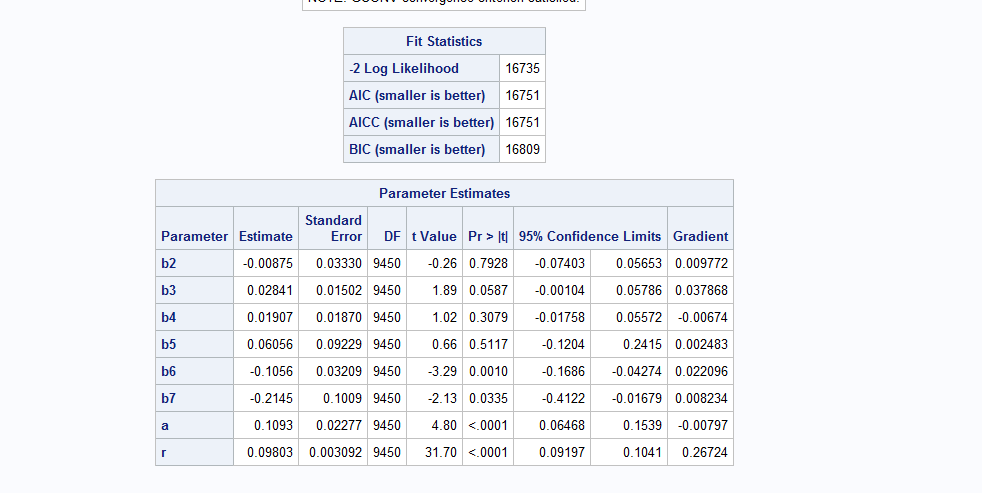 Fit Statistics
-2 Log Likelihood 16735
AIC (smaller is better) 16751
AICC (smaller is better) 16751
BIC (smaller is better) 16809
Parameter Estimates
Parameter Estimate Standard Error DF t Value Pr > |t| 95% Confidence Limits Gradient
b2 -0.00875 0.03330 9450 -0.26 0.7928 -0.07403 0.05653 0.009772
b3 0.02841 0.01502 9450 1.89 0.0587 -0.00104 0.05786 0.037868
b4 0.01907 0.01870 9450 1.02 0.3079 -0.01758 0.05572 -0.00674
b5 0.06056 0.09229 9450 0.66 0.5117 -0.1204 0.2415 0.002483
b6 -0.1056 0.03209 9450 -3.29 0.0010 -0.1686 -0.04274 0.022096
b7 -0.2145 0.1009 9450 -2.13 0.0335 -0.4122 -0.01679 0.008234
a 0.1093 0.02277 9450 4.80 <.0001 0.06468 0.1539 -0.00797
r 0.09803 0.003092 9450 31.70 <.0001 0.09197 0.1041 0.26724